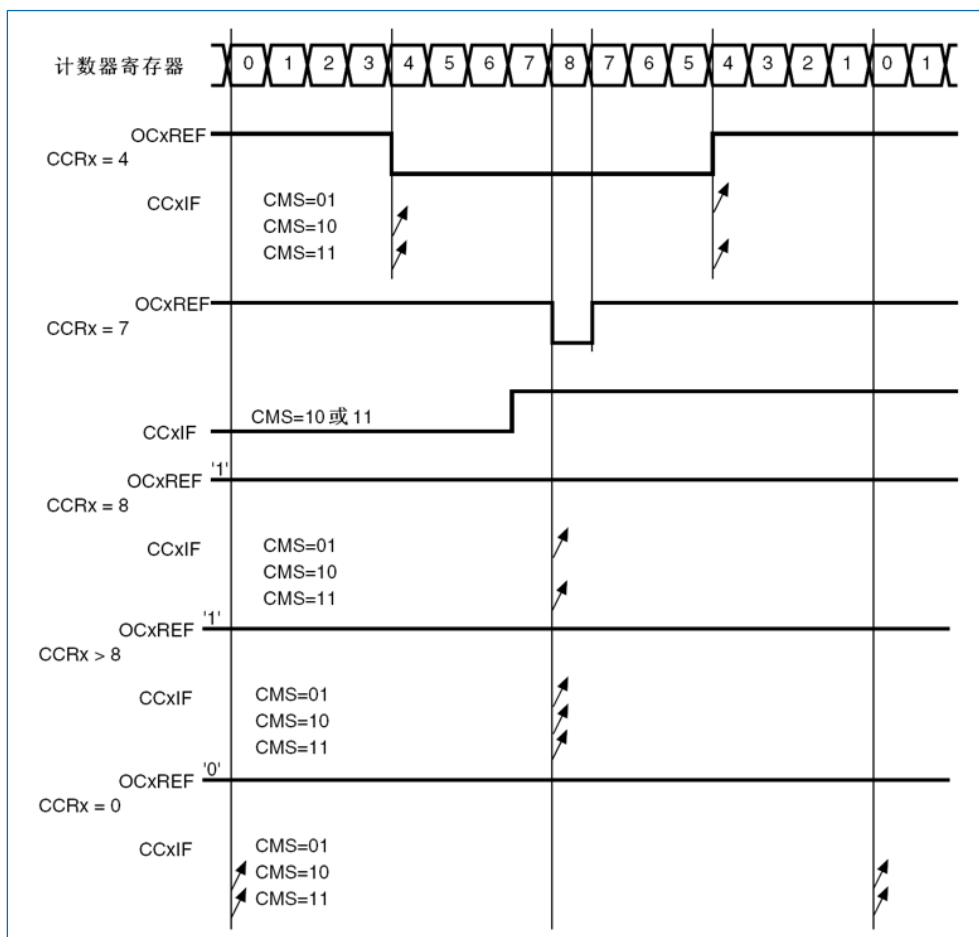 计数器寄存器 0 1 2 3 4 5 6 7 8 7 6 5 4 3 2 1 0 1
OCxREF
CCRx = 4
CCxIF
CMS=01
CMS=10
CMS=11
OCxREF
CCRx = 7
CMS=10 或 11
CCxIF
'1'
OCxREF
CCRx = 8
CCxIF
CMS=01
CMS=10
CMS=11
'1'
OCxREF
CCRx > 8
CCxIF
CMS=01
CMS=10
CMS=11
'0'
OCxREF
CCRx = 0
CCxIF
CMS=01
CMS=10
CMS=11